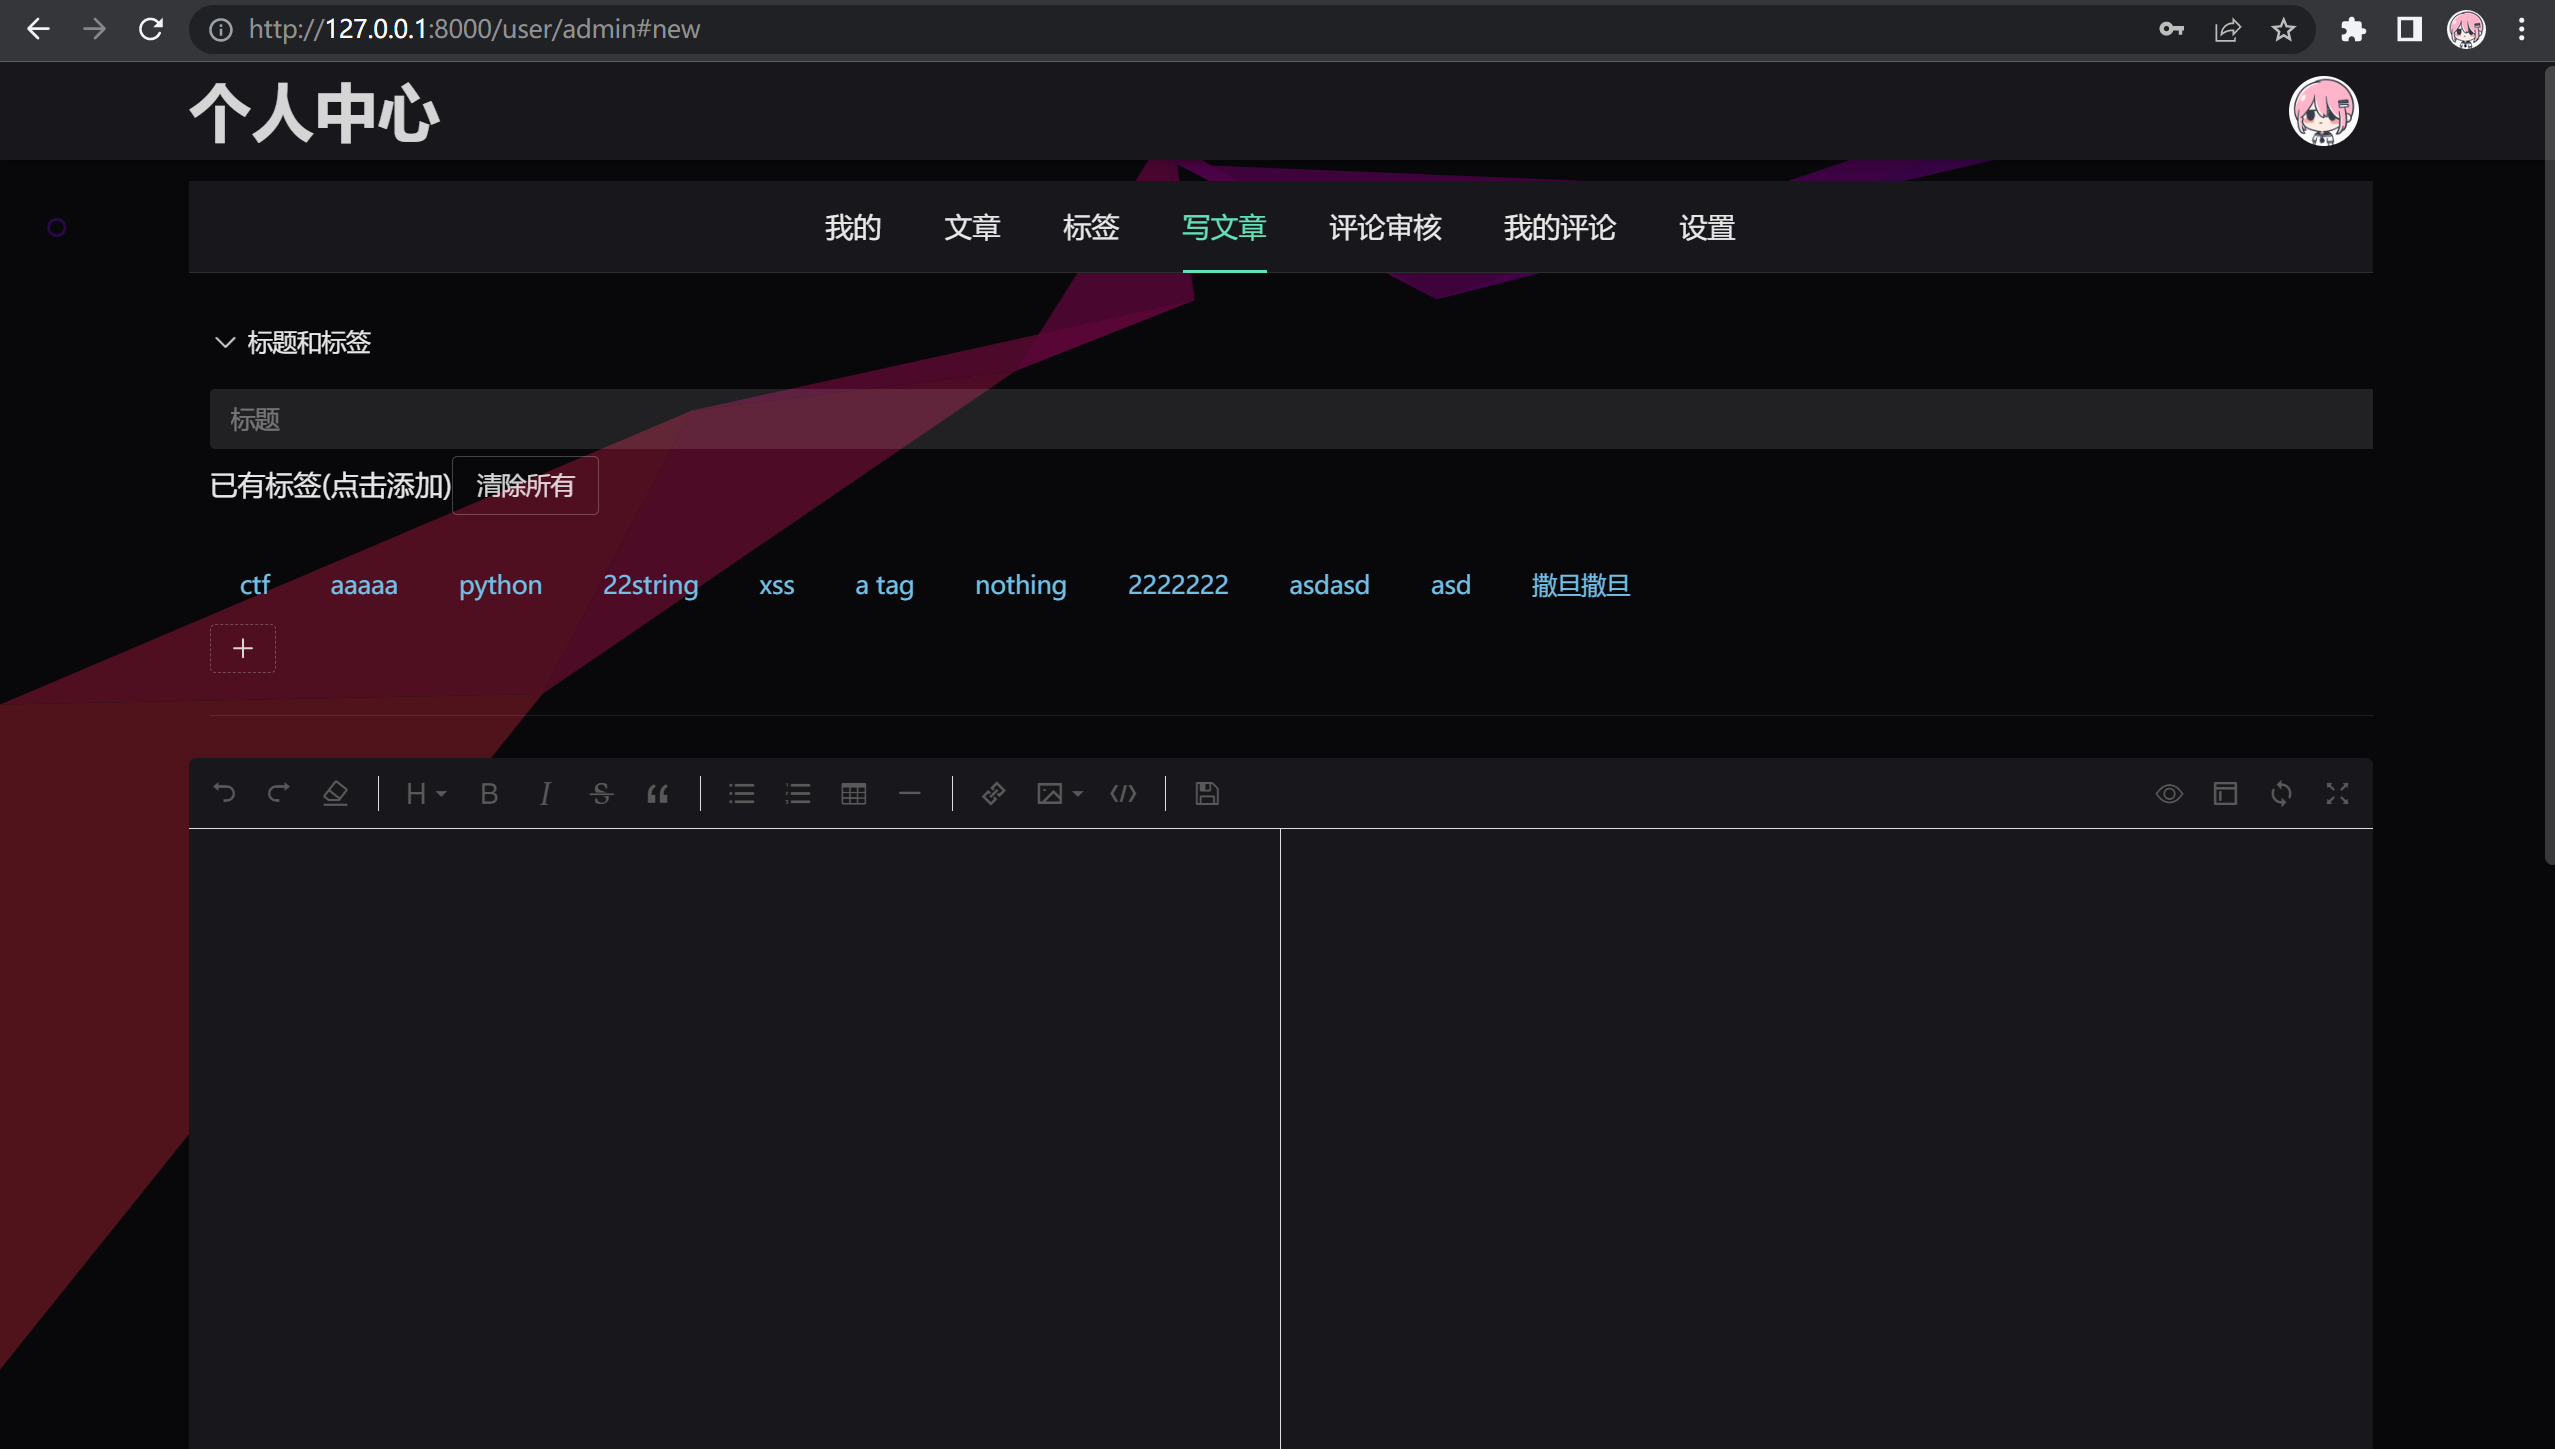 http://127.0.0.1:8000/user/admin#new
个人中心
我的 文章 标签 写文章 评论审核 我的评论 设置
标题和标签
标题
已有标签(点击添加) 清除所有
ctf aaaaa python 22string xss a tag nothing 2222222 asdasd asd 撒旦撒旦